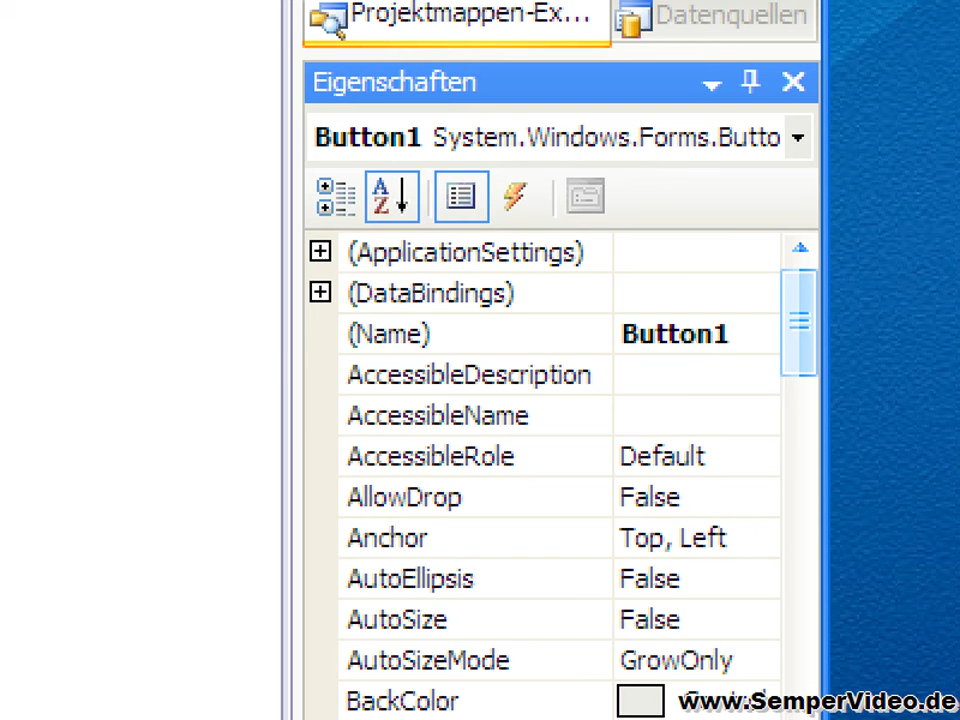 Projektmappen-Ex... Datenquellen
Eigenschaften
Button1 System.Windows.Forms.Butto
(ApplicationSettings)
(DataBindings)
(Name) Button1
AccessibleDescription
AccessibleName
AccessibleRole Default
AllowDrop False
Anchor Top, Left
AutoEllipsis False
AutoSize False
AutoSizeMode GrowOnly
BackColor
www.SemperVideo.de